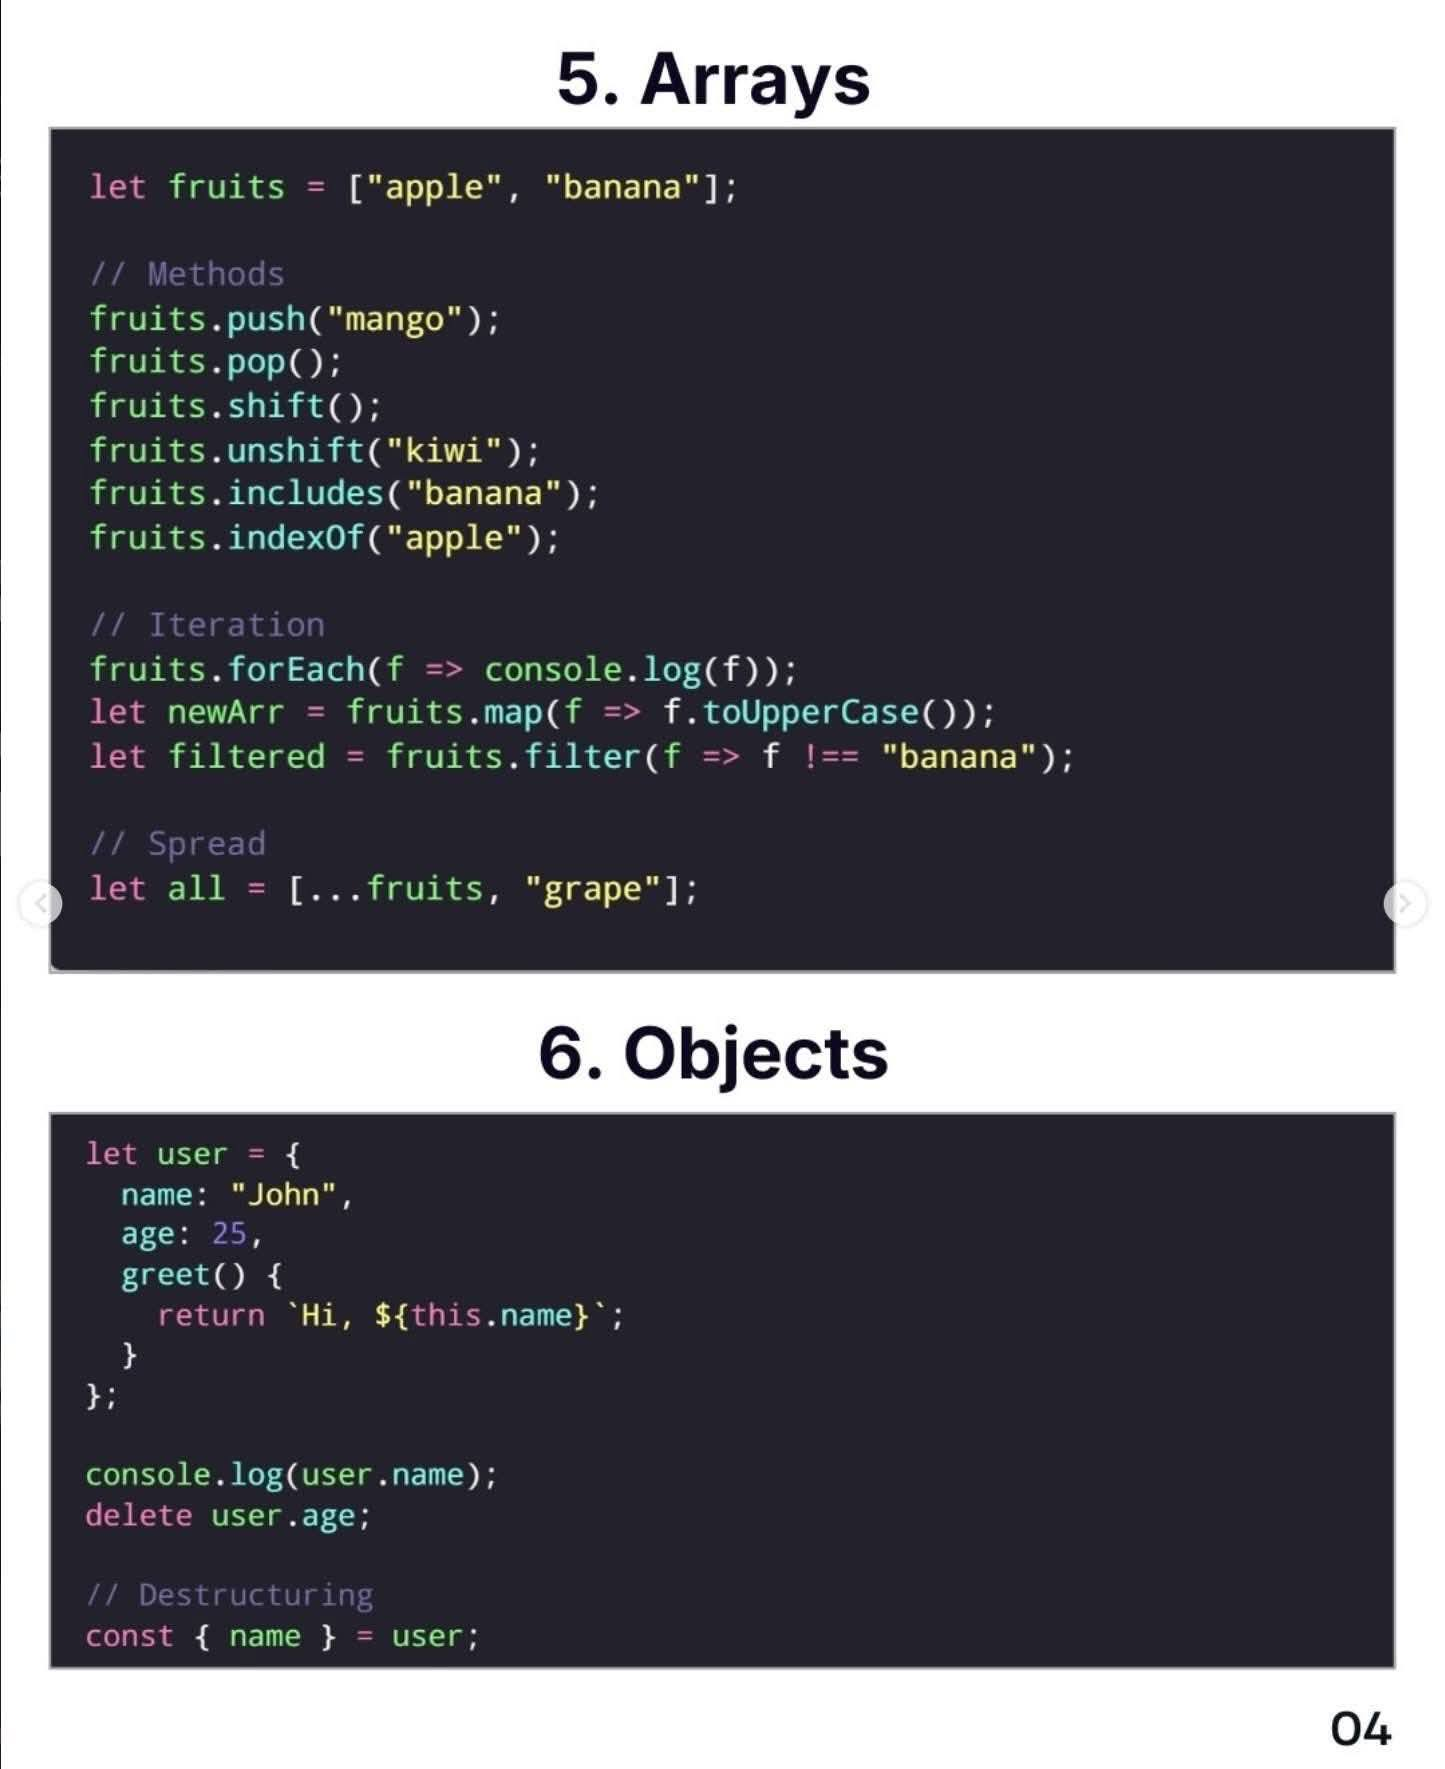 5. Arrays
let fruits = ["apple", "banana"];
// Methods
fruits.push("mango");
fruits.pop();
fruits.shift();
fruits.unshift("kiwi");
fruits.includes("banana");
fruits.indexOf("apple");
// Iteration
fruits.forEach(f => console.log(f));
let newArr = fruits.map(f => f.toUpperCase());
let filtered = fruits.filter(f => f !== "banana");
// Spread
let all = [...fruits, "grape"];
6. Objects
let user = {
  name: "John",
  age: 25,
  greet() {
    return `Hi, ${this.name}`;
  }
};
console.log(user.name);
delete user.age;
// Destructuring
const { name } = user;
04